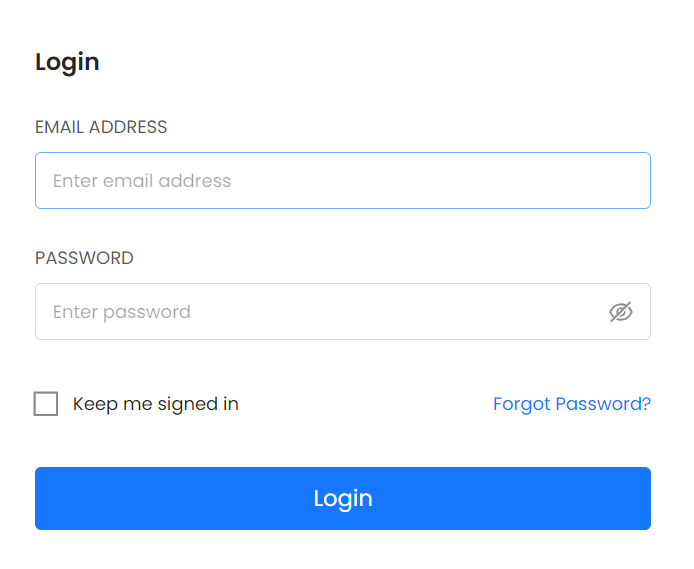 Login
EMAIL ADDRESS
Enter email address
PASSWORD
Enter password
Keep me signed in Forgot Password?
Login